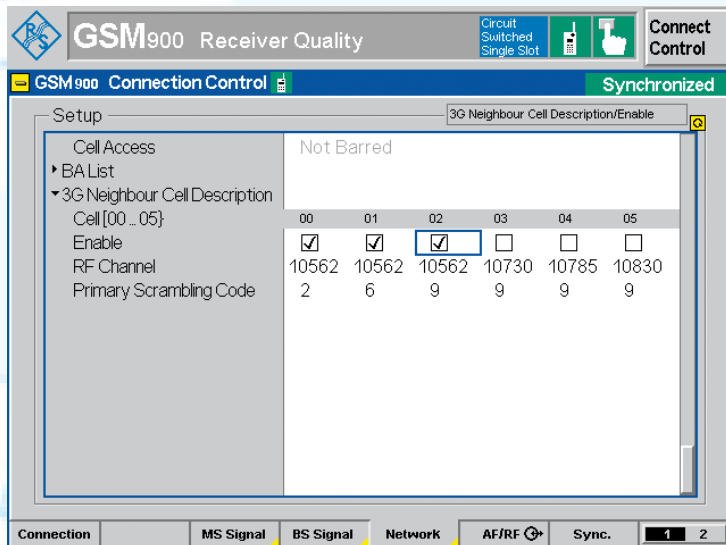 GSM900 Receiver Quality
Circuit
Switched
Single Slot
Connect
Control
GSM900 Connection Control
Synchronized
Setup
3G Neighbour Cell Description/Enable
Cell Access Not Barred
BA List
3G Neighbour Cell Description
Cell[00 ... 05} 00 01 02 03 04 05
Enable
RF Channel 10562 10562 10562 10730 10785 10830
Primary Scrambling Code 2 6 9 9 9 9
Connection MS Signal BS Signal Network AF/RF Sync. 1 2